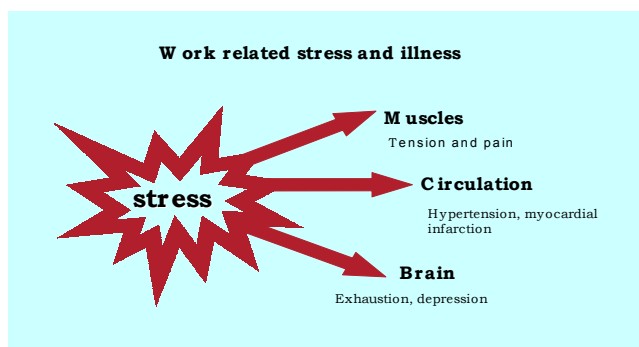 Work related stress and illness
stress
Muscles
Tension and pain
Circulation
Hypertension, myocardial
infarction
Brain
Exhaustion, depression